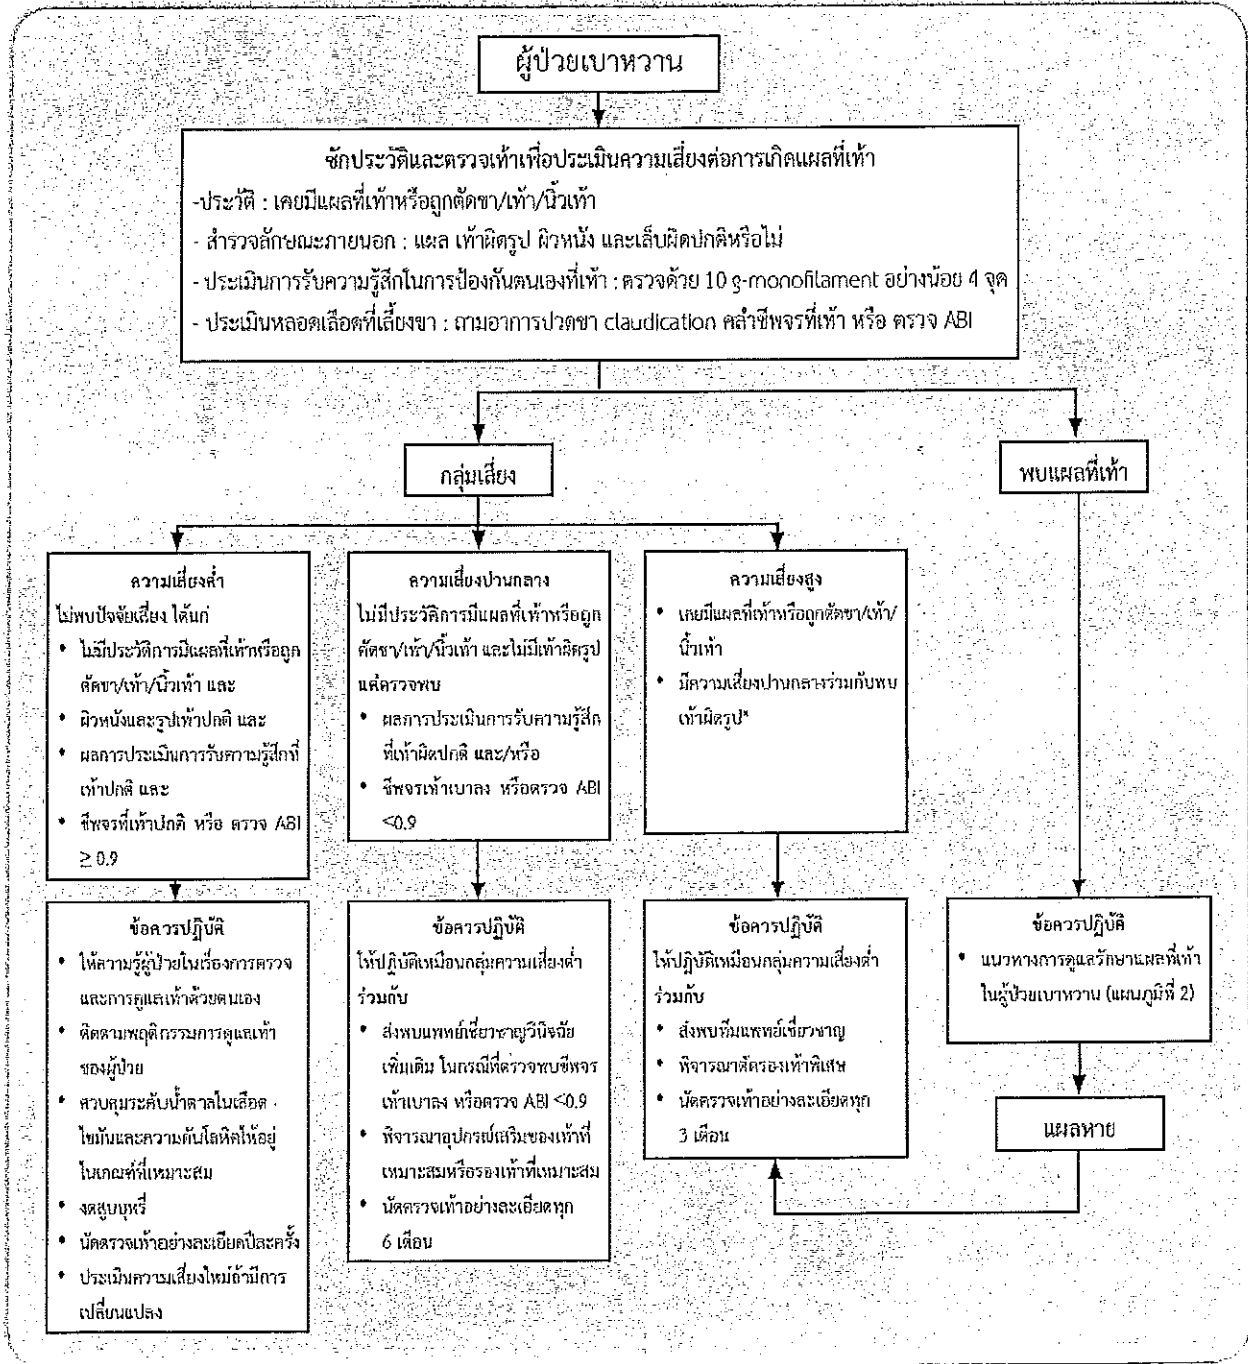 ผู้ป่วยเบาหวาน
ซักประวัติและตรวจเท้าเพื่อประเมินความเสี่ยงต่อการเกิดแผลที่เท้า
-ประวัติ : เคยมีแผลที่เท้าหรือถูกตัดขา/เท้า/นิ้วเท้า
- สำรวจลักษณะภายนอก : แผล เท้าผิดรูป ผิวหนัง และเล็บผิดปกติหรือไม่
- ประเมินการรับความรู้สึกในการป้องกันตนเองที่เท้า : ตรวจด้วย 10 g-monofilament อย่างน้อย 4 จุด
- ประเมินหลอดเลือดที่เลี้ยงขา : ถามอาการปวดขา claudication คลำชีพจรที่เท้า หรือ ตรวจ ABI
กลุ่มเสี่ยง
พบแผลที่เท้า
ความเสี่ยงต่ำ
ไม่พบปัจจัยเสี่ยง ได้แก่
• ไม่มีประวัติการมีแผลที่เท้าหรือถูก
ตัดขา/เท้า/นิ้วเท้า และ
• ผิวหนังและรูปเท้าปกติ และ
• ผลการประเมินการรับความรู้สึกที่
เท้าปกติ และ
• ชีพจรที่เท้าปกติ หรือ ตรวจ ABI
≥ 0.9
ความเสี่ยงปานกลาง
ไม่มีประวัติการมีแผลที่เท้าหรือถูก
ตัดขา/เท้า/นิ้วเท้า และไม่มีเท้าผิดรูป
แต่ตรวจพบ
• ผลการประเมินการรับความรู้สึก
ที่เท้าผิดปกติ และ/หรือ
• ชีพจรเท้าเบาลง หรือตรวจ ABI
<0.9
ความเสี่ยงสูง
• เคยมีแผลที่เท้าหรือถูกตัดขา/เท้า/
นิ้วเท้า
• มีความเสี่ยงปานกลางร่วมกับพบ
เท้าผิดรูป*
ข้อควรปฏิบัติ
• ให้ความรู้ผู้ป่วยในเรื่องการตรวจ
และการดูแลเท้าด้วยตนเอง
• ติดตามพฤติกรรมการดูแลเท้า
ของผู้ป่วย
• ควบคุมระดับน้ำตาลในเลือด
ไขมันและความดันโลหิตให้อยู่
ในเกณฑ์ที่เหมาะสม
• งดสูบบุหรี่
• นัดตรวจเท้าอย่างละเอียดปีละครั้ง
• ประเมินความเสี่ยงใหม่ถ้ามีการ
เปลี่ยนแปลง
ข้อควรปฏิบัติ
ให้ปฏิบัติเหมือนกลุ่มความเสี่ยงต่ำ
ร่วมกับ
• ส่งพบแพทย์เชี่ยวชาญวินิจฉัย
เพิ่มเติม ในกรณีที่ตรวจพบชีพจร
เท้าเบาลง หรือตรวจ ABI <0.9
• พิจารณาอุปกรณ์เสริมของเท้าที่
เหมาะสมหรือรองเท้าที่เหมาะสม
• นัดตรวจเท้าอย่างละเอียดทุก
6 เดือน
ข้อควรปฏิบัติ
ให้ปฏิบัติเหมือนกลุ่มความเสี่ยงต่ำ
ร่วมกับ
• ส่งพบทีมแพทย์เชี่ยวชาญ
• พิจารณาตัดรองเท้าพิเศษ
• นัดตรวจเท้าอย่างละเอียดทุก
3 เดือน
ข้อควรปฏิบัติ
• แนวทางการดูแลรักษาแผลที่เท้า
ในผู้ป่วยเบาหวาน (แผนภูมิที่ 2)
แผลหาย